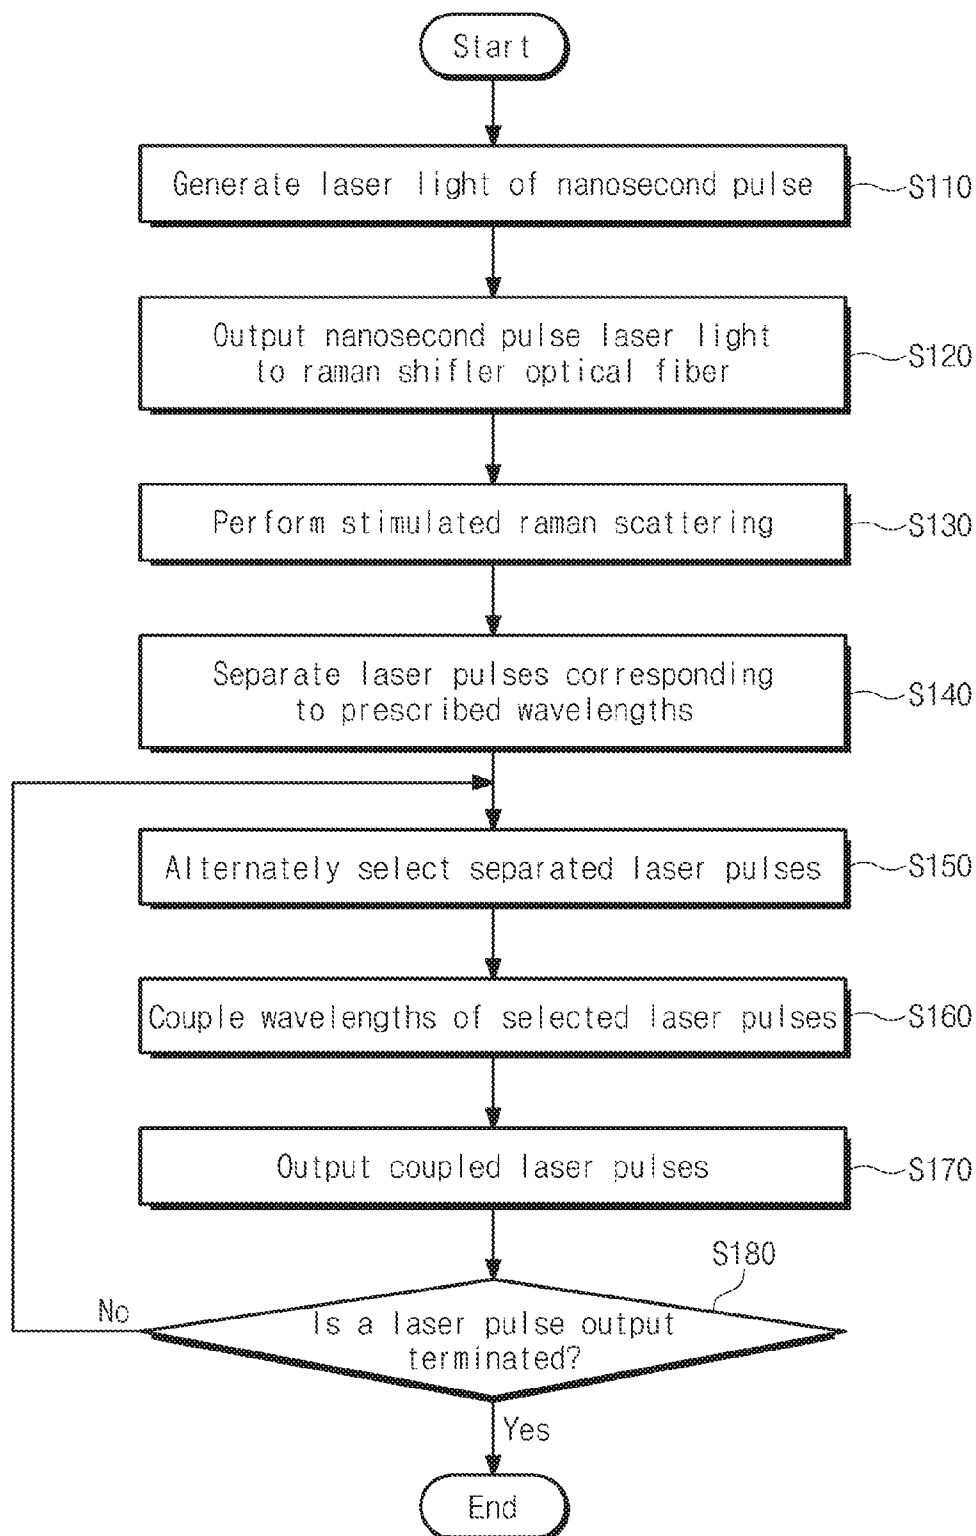 Start
Generate laser light of nanosecond pulse
S110
Output nanosecond pulse laser light
to raman shifter optical fiber
S120
Perform stimulated raman scattering
S130
Separate laser pulses corresponding
to prescribed wavelengths
S140
Alternately select separated laser pulses
S150
Couple wavelengths of selected laser pulses
S160
Output coupled laser pulses
S170
S180
No
Is a laser pulse output
terminated?
Yes
End